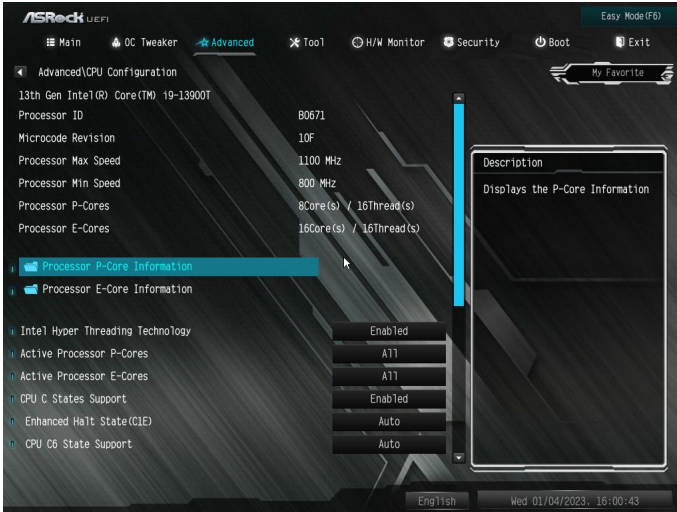 ASRock UEFI
Easy Mode(F6)
Main OC Tweaker Advanced Tool H/W Monitor Security Boot Exit
Advanced\CPU Configuration
My Favorite
13th Gen Intel(R) Core(TM) i9-13900T
Processor ID B0671
Microcode Revision 10F
Processor Max Speed 1100 MHz
Processor Min Speed 800 MHz
Processor P-Cores 8Core(s) / 16Thread(s)
Processor E-Cores 16Core(s) / 16Thread(s)
Processor P-Core Information
Processor E-Core Information
Intel Hyper Threading Technology Enabled
Active Processor P-Cores All
Active Processor E-Cores All
CPU C States Support Enabled
Enhanced Halt State(C1E) Auto
CPU C6 State Support Auto
Description
Displays the P-Core Information
English
Wed 01/04/2023. 16:00:43